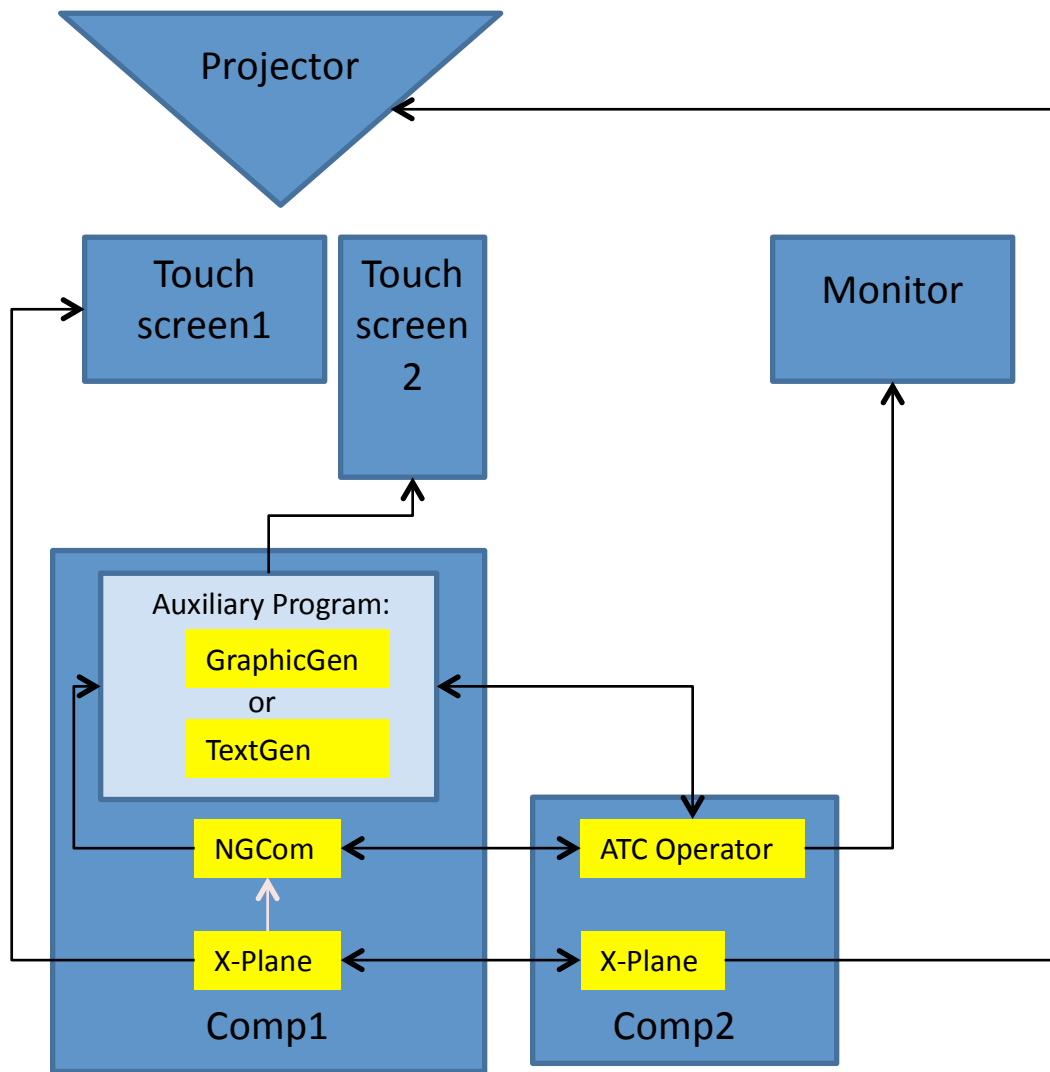 Projector
Touch
screen1
Touch
screen
2
Monitor
Auxiliary Program:
GraphicGen
or
TextGen
NGCom
ATC Operator
X-Plane
X-Plane
Comp1
Comp2